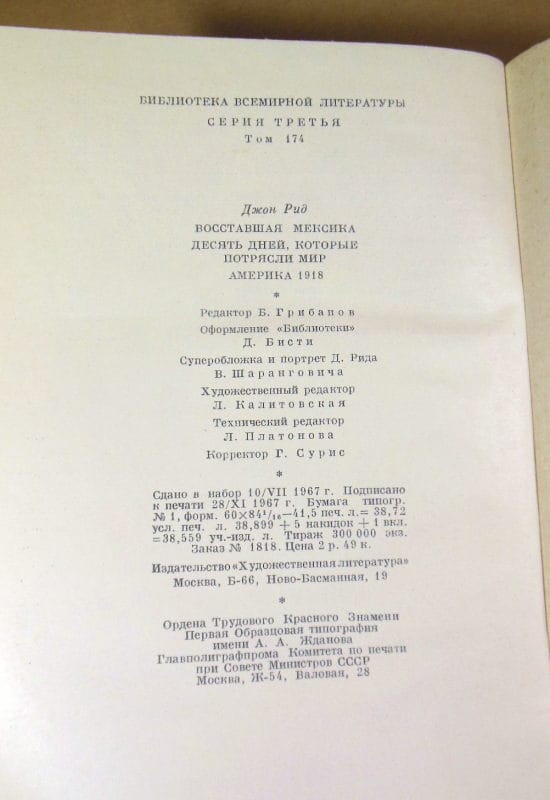 БИБЛИОТЕКА ВСЕМИРНОЙ ЛИТЕРАТУРЫ
СЕРИЯ ТРЕТЬЯ
Том 174
Джон Рид
ВОССТАВШАЯ МЕКСИКА
ДЕСЯТЬ ДНЕЙ, КОТОРЫЕ
ПОТРЯСЛИ МИР
АМЕРИКА 1918
*
Редактор Б. Грибанов
Оформление «Библиотеки»
Д. Бисти
Суперобложка и портрет Д. Рида
В. Шаранговича
Художественный редактор
Л. Калитовская
Технический редактор
Л. Платонова
Корректор Г. Сурис
*
Сдано в набор 10/VII 1967 г. Подписано
к печати 28/XI 1967 г. Бумага типогр.
№ 1, форм. 60×84¹/₁₆—41,5 печ. л.= 38,72
усл. печ. л. 38,899 + 5 накидок + 1 вкл.
=38,559 уч.-изд. л. Тираж 300 000 экз.
Заказ № 1818. Цена 2 р. 49 к.
Издательство «Художественная литература»
Москва, Б-66, Ново-Басманная, 19
*
Ордена Трудового Красного Знамени
Первая Образцовая типография
имени А. А. Жданова
Главполиграфпрома Комитета по печати
при Совете Министров СССР
Москва, Ж-54, Валовая, 28